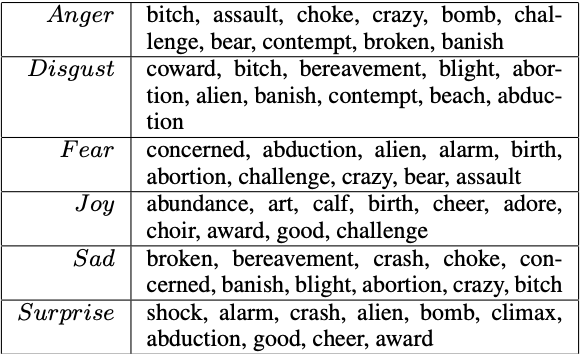 Anger bitch, assault, choke, crazy, bomb, chal-
lenge, bear, contempt, broken, banish
Disgust coward, bitch, bereavement, blight, abor-
tion, alien, banish, contempt, beach, abduc-
tion
Fear concerned, abduction, alien, alarm, birth,
abortion, challenge, crazy, bear, assault
Joy abundance, art, calf, birth, cheer, adore,
choir, award, good, challenge
Sad broken, bereavement, crash, choke, con-
cerned, banish, blight, abortion, crazy, bitch
Surprise shock, alarm, crash, alien, bomb, climax,
abduction, good, cheer, award